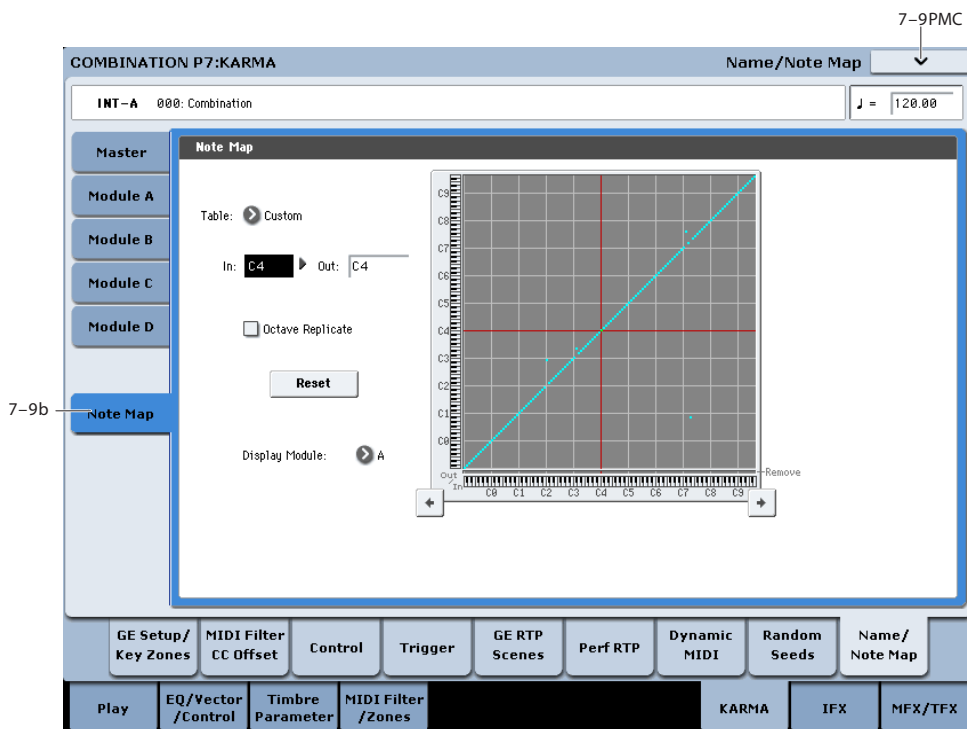 7–9PMC
COMBINATION P7:KARMA
Name/Note Map
INT-A 000: Combination
♩ = 120.00
Master
Module A
Module B
Module C
Module D
7–9b
Note Map
Note Map
Table: Custom
In: C4 Out: C4
Octave Replicate
Reset
Display Module: A
C9
C8
C7
C6
C5
C4
C3
C2
C1
C0
Out
/In
Remove
C0 C1 C2 C3 C4 C5 C6 C7 C8 C9
GE Setup/
Key Zones
MIDI Filter
CC Offset
Control
Trigger
GE RTP
Scenes
Perf RTP
Dynamic
MIDI
Random
Seeds
Name/
Note Map
Play
EQ/Vector
/Control
Timbre
Parameter
MIDI Filter
/Zones
KARMA
IFX
MFX/TFX